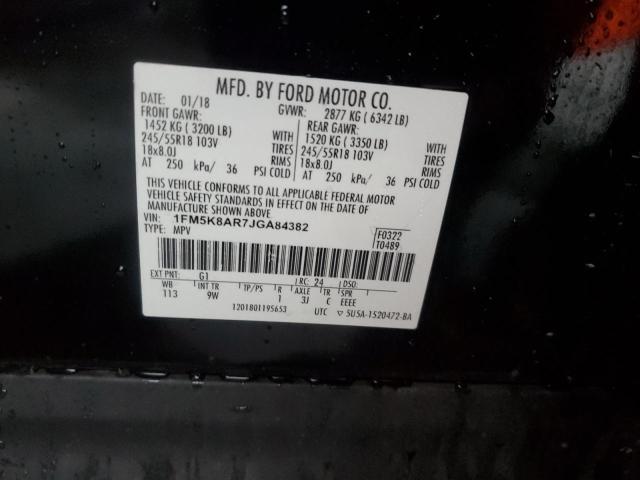 MFD. BY FORD MOTOR CO.
DATE: 01/18 GVWR: 2877 KG ( 6342 LB)
FRONT GAWR: REAR GAWR:
1452 KG ( 3200 LB) WITH 1520 KG ( 3350 LB) WITH
245/55R18 103V TIRES 245/55R18 103V TIRES
18x8.0J RIMS 18x8.0J RIMS
AT 250 kPa/ 36 PSI COLD AT 250 kPa/ 36 PSI COLD
THIS VEHICLE CONFORMS TO ALL APPLICABLE FEDERAL MOTOR
VEHICLE SAFETY STANDARDS AND THEFT PREVENTION
STANDARDS IN EFFECT ON THE DATE OF
MANUFACTURE SHOWN ABOVE.
VIN: 1FM5K8AR7JGA84382 F0322
TYPE: MPV T0489
EXT PNT: G1 RC: 24 DSO:
WB INT TR TP/PS R AXLE TR SPR
113 9W 1 3J C EEEE
1201801195653 UTC ▽ 5U5A-1520472-BA